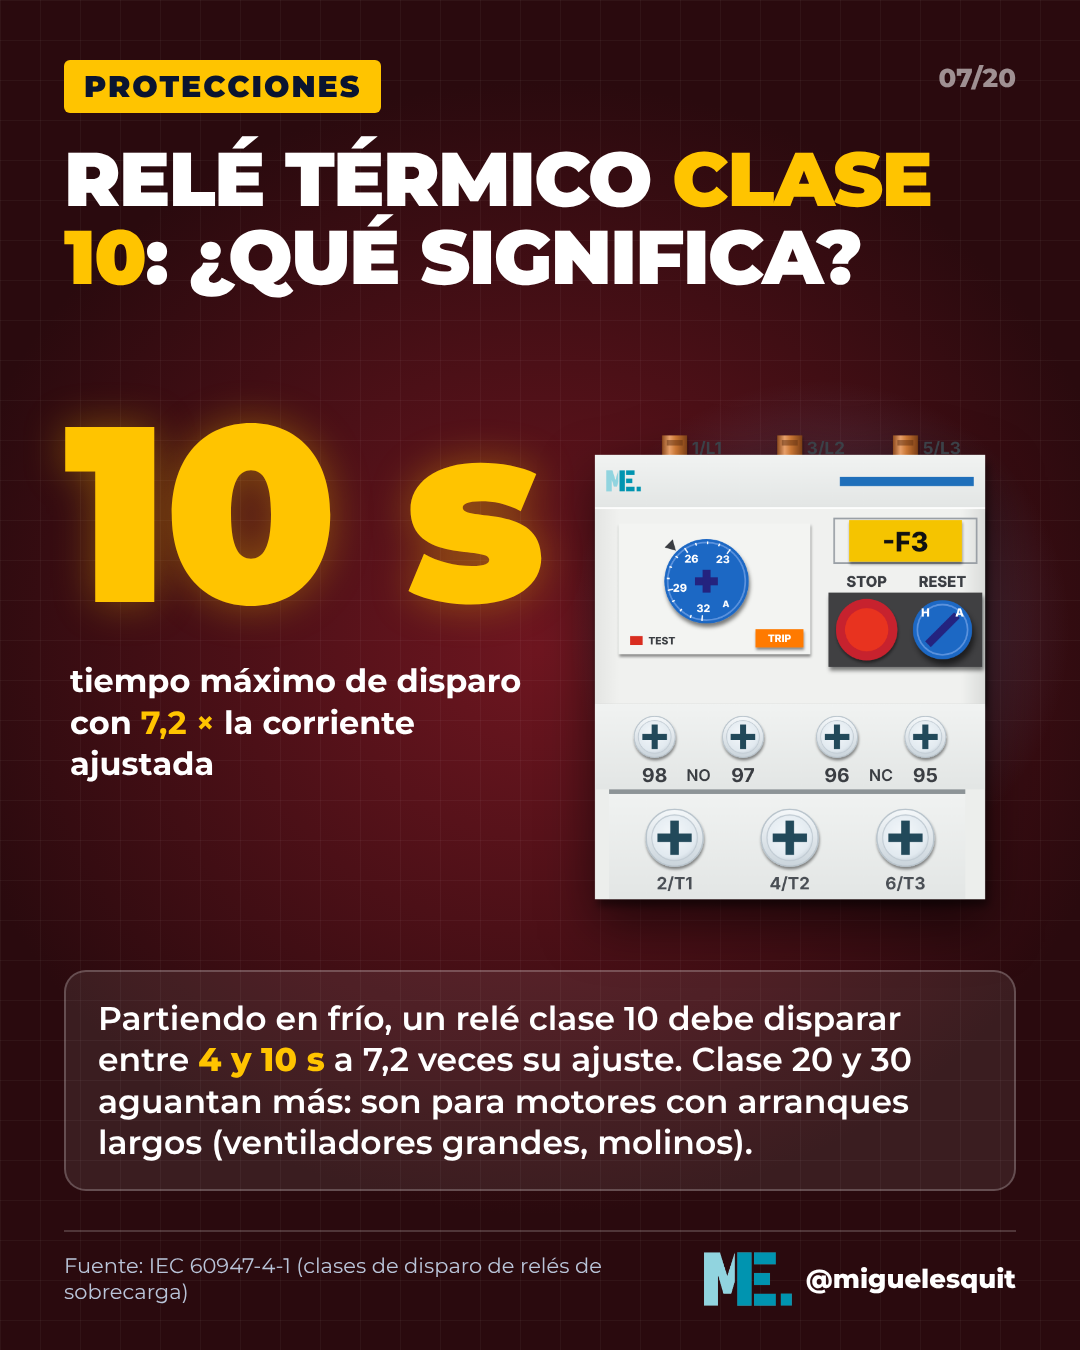 PROTECCIONES
07/20
RELÉ TÉRMICO CLASE
10: ¿QUÉ SIGNIFICA?
10 s
tiempo máximo de disparo
con 7,2 × la corriente
ajustada
1/L1 3/L2 5/L3
ME.
-F3
26 23
29
32 A
STOP RESET
H A
TEST
TRIP
98 NO 97 96 NC 95
2/T1 4/T2 6/T3
Partiendo en frío, un relé clase 10 debe disparar
entre 4 y 10 s a 7,2 veces su ajuste. Clase 20 y 30
aguantan más: son para motores con arranques
largos (ventiladores grandes, molinos).
Fuente: IEC 60947-4-1 (clases de disparo de relés de
sobrecarga)
ME.
@miguelesquit